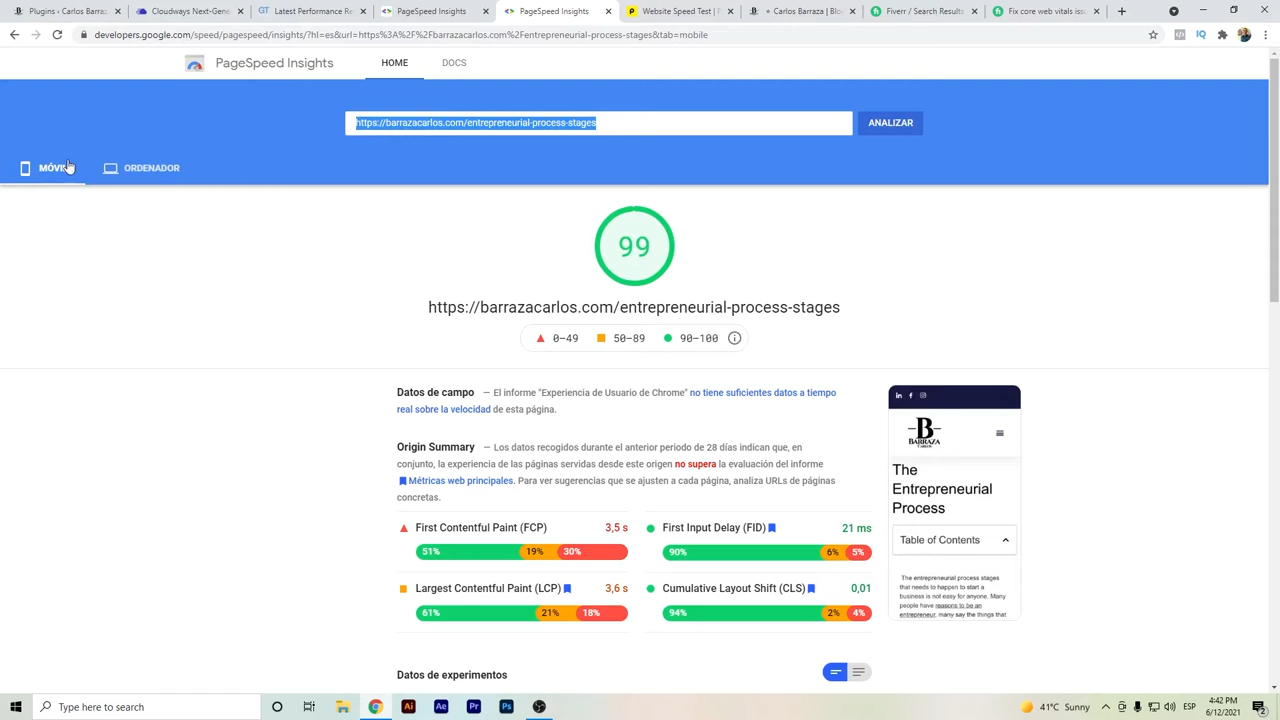 Plugins ‹ Carlos Barraz
Cloudways Next-Gene
Latest Performance Re
PageSpeed Insights
PageSpeed Insights
Website Speed Test | P
Carlos Barraza | Blo
Fiverr / Search Results
Fix core web vitals issu
developers.google.com/speed/pagespeed/insights/?hl=es&url=https%3A%2F%2Fbarrazacarlos.com%2Fentrepreneurial-process-stages&tab=mobile
IQ
PageSpeed Insights
HOME
DOCS
https://barrazacarlos.com/entrepreneurial-process-stages
ANALIZAR
ORDENADOR
99
https://barrazacarlos.com/entrepreneurial-process-stages
0–49 50–89 90–100
Datos de campo — El informe "Experiencia de Usuario de Chrome" no tiene suficientes datos a tiempo
real sobre la velocidad de esta página.
Origin Summary — Los datos recogidos durante el anterior periodo de 28 días indican que, en
conjunto, la experiencia de las páginas servidas desde este origen no supera la evaluación del informe
Métricas web principales. Para ver sugerencias que se ajusten a cada página, analiza URLs de páginas
concretas.
First Contentful Paint (FCP) 3,5 s
51% 19% 30%
First Input Delay (FID) 21 ms
90% 6% 5%
Largest Contentful Paint (LCP) 3,6 s
61% 21% 18%
Cumulative Layout Shift (CLS) 0,01
94% 2% 4%
Datos de experimentos
B
BARRAZA
CARLOS
The
Entrepreneurial
Process
Table of Contents
The entrepreneurial process stages
that needs to happen to start a
business is not easy for anyone. Many
people have reasons to be an
entrepreneur, many say the things that
Type here to search
Ai
Ae
Pr
Ps
41°C Sunny
ESP
4:42 PM
6/12/2021
2